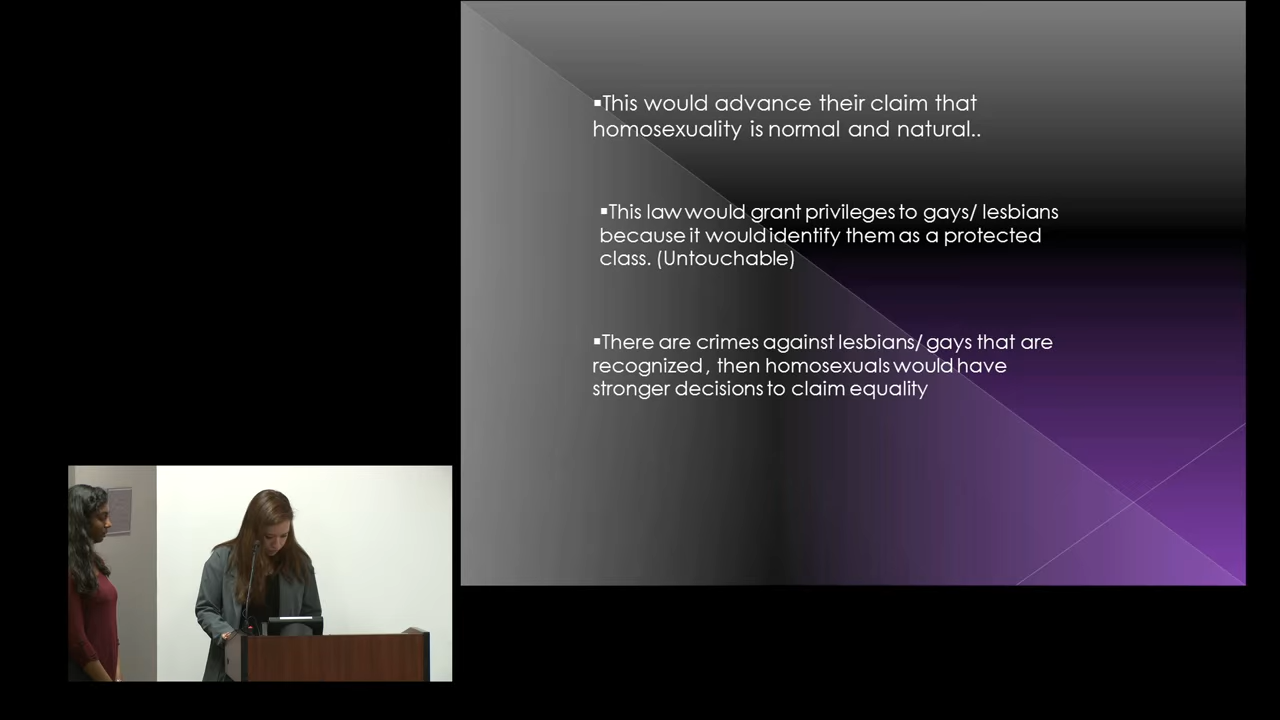 ▪This would advance their claim that
homosexuality is normal and natural..
▪This law would grant privileges to gays/ lesbians
because it would identify them as a protected
class. (Untouchable)
▪There are crimes against lesbians/ gays that are
recognized, then homosexuals would have
stronger decisions to claim equality